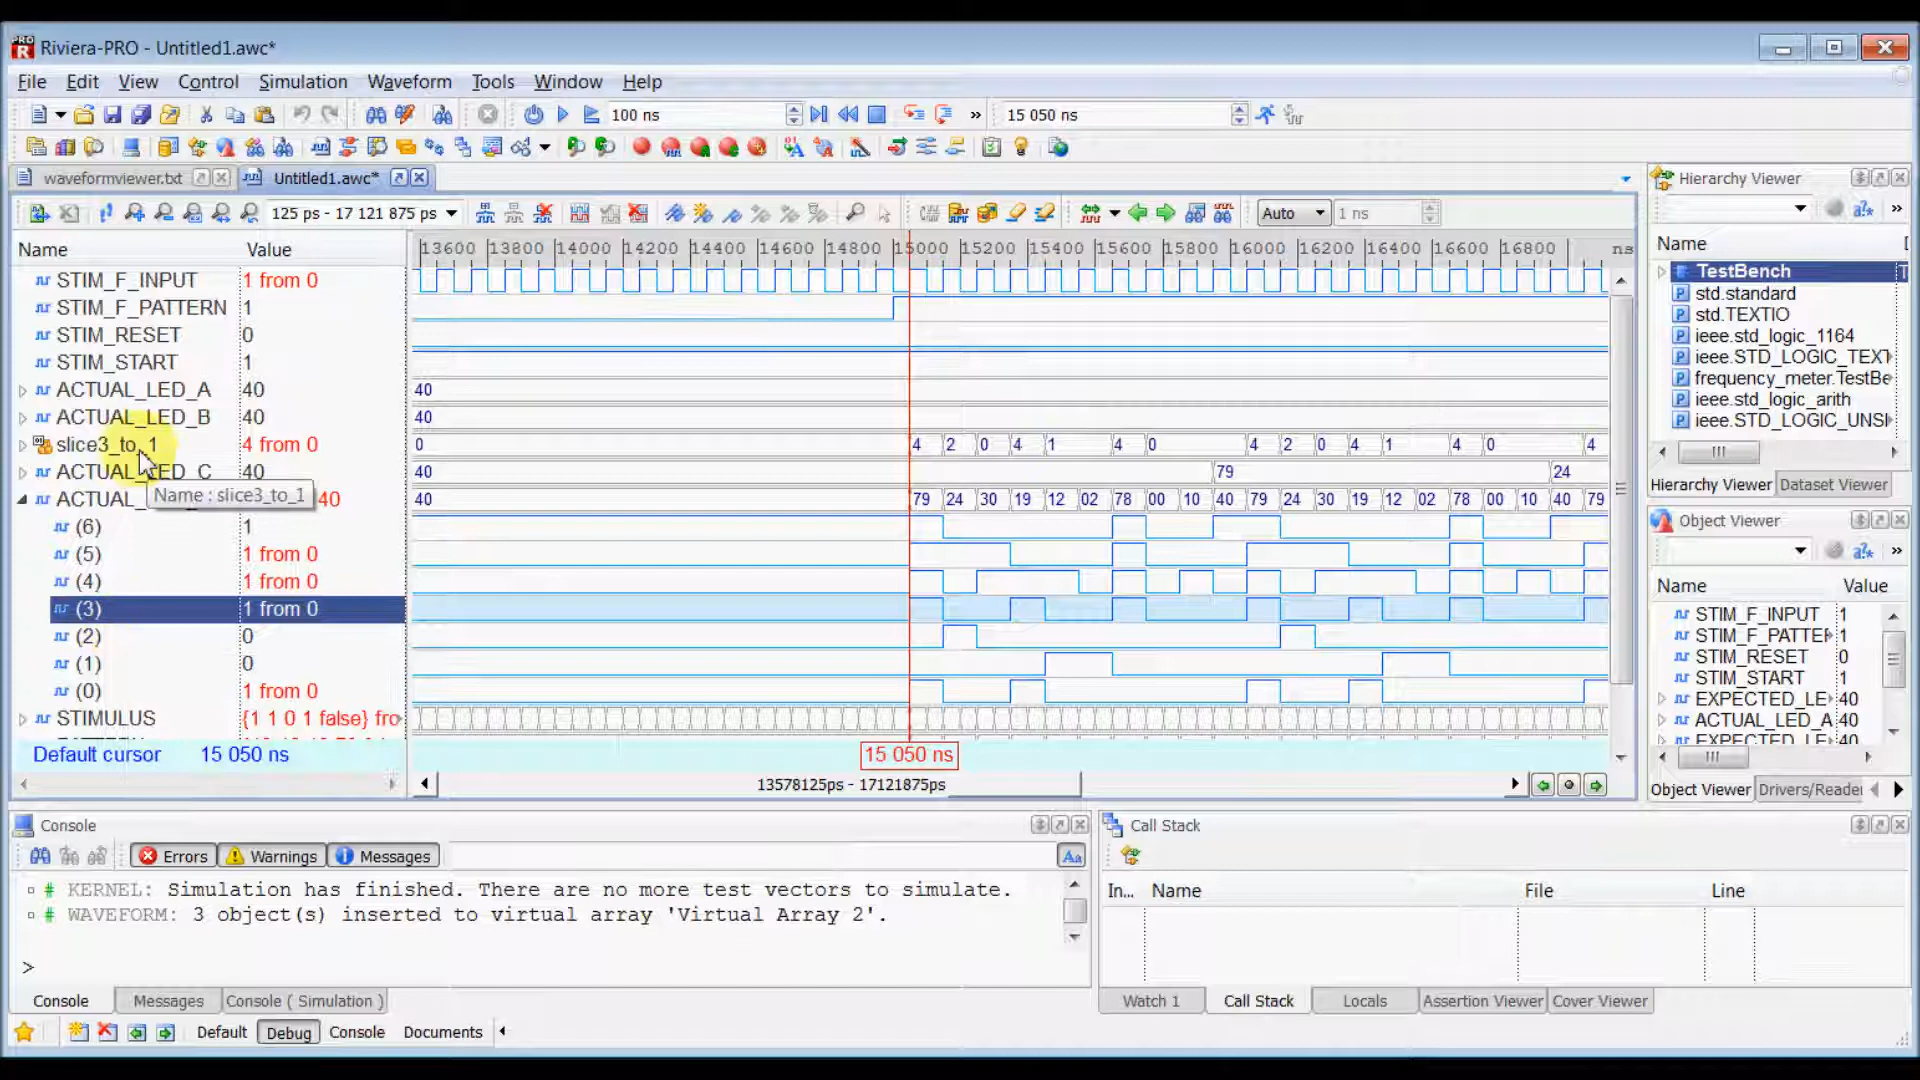 Riviera-PRO - Untitled1.awc*
File Edit View Control Simulation Waveform Tools Window Help
100 ns » 15 050 ns
waveformviewer.txt Untitled1.awc*
125 ps - 17 121 875 ps Auto 1 ns
Name Value
13600 13800 14000 14200 14400 14600 14800 15000 15200 15400 15600 15800 16000 16200 16400 16600 16800 ns
STIM_F_INPUT 1 from 0
STIM_F_PATTERN 1
STIM_RESET 0
STIM_START 1
ACTUAL_LED_A 40 40
ACTUAL_LED_B 40 40
slice3_to_1 4 from 0 0 4 2 0 4 1 4 0 4 2 0 4 1 4 0 4
ACTUAL_LED_C 40 40 79 24
Name : slice3_to_1
ACTUAL_ 40 40 79 24 30 19 12 02 78 00 10 40 79 24 30 19 12 02 78 00 10 40 79
(6) 1
(5) 1 from 0
(4) 1 from 0
(3) 1 from 0
(2) 0
(1) 0
(0) 1 from 0
STIMULUS {1 1 0 1 false} fro
Default cursor 15 050 ns 15 050 ns
13578125ps - 17121875ps
Hierarchy Viewer
»
Name
TestBench
std.standard
std.TEXTIO
ieee.std_logic_1164
ieee.STD_LOGIC_TEXT
frequency_meter.TestBe
ieee.std_logic_arith
ieee.STD_LOGIC_UNSI
Hierarchy Viewer Dataset Viewer
Object Viewer
»
Name Value
STIM_F_INPUT 1
STIM_F_PATTEF 1
STIM_RESET 0
STIM_START 1
EXPECTED_LE 40
ACTUAL_LED_A 40
EXPECTED_LE 40
Object Viewer Drivers/Reader
Console
Errors Warnings Messages Aa
# KERNEL: Simulation has finished. There are no more test vectors to simulate.
# WAVEFORM: 3 object(s) inserted to virtual array 'Virtual Array 2'.
>
Console Messages Console ( Simulation )
Call Stack
In... Name File Line
Watch 1 Call Stack Locals Assertion Viewer Cover Viewer
Default Debug Console Documents